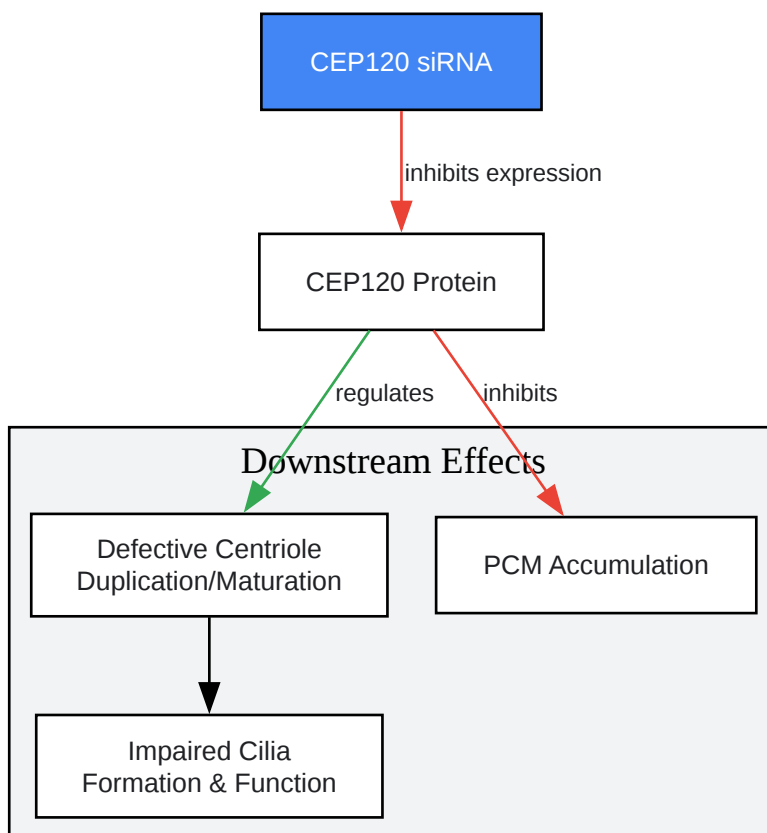 CEP120 siRNA
inhibits expression
CEP120 Protein
regulates
inhibits
Downstream Effects
Defective Centriole
Duplication/Maturation
PCM Accumulation
Impaired Cilia
Formation & Function